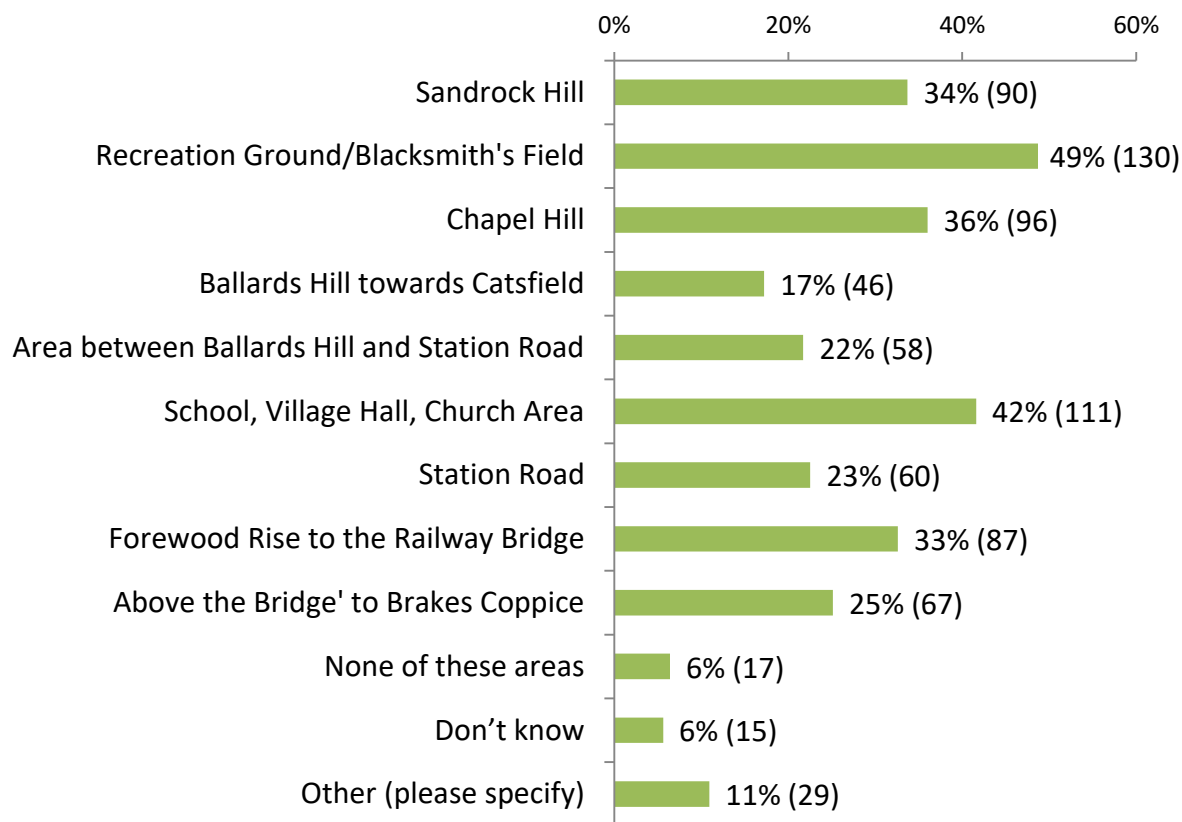 0% 20% 40% 60%
Sandrock Hill 34% (90)
Recreation Ground/Blacksmith's Field 49% (130)
Chapel Hill 36% (96)
Ballards Hill towards Catsfield 17% (46)
Area between Ballards Hill and Station Road 22% (58)
School, Village Hall, Church Area 42% (111)
Station Road 23% (60)
Forewood Rise to the Railway Bridge 33% (87)
Above the Bridge' to Brakes Coppice 25% (67)
None of these areas 6% (17)
Don’t know 6% (15)
Other (please specify) 11% (29)